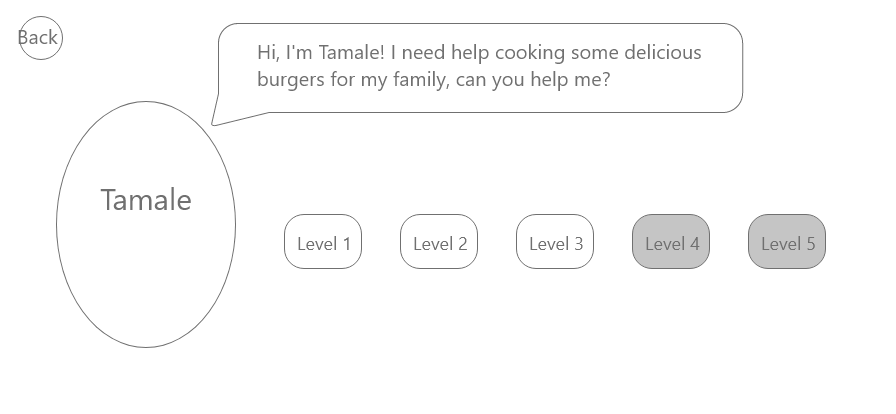 Back
Hi, I'm Tamale! I need help cooking some delicious
burgers for my family, can you help me?
Tamale
Level 1
Level 2
Level 3
Level 4
Level 5